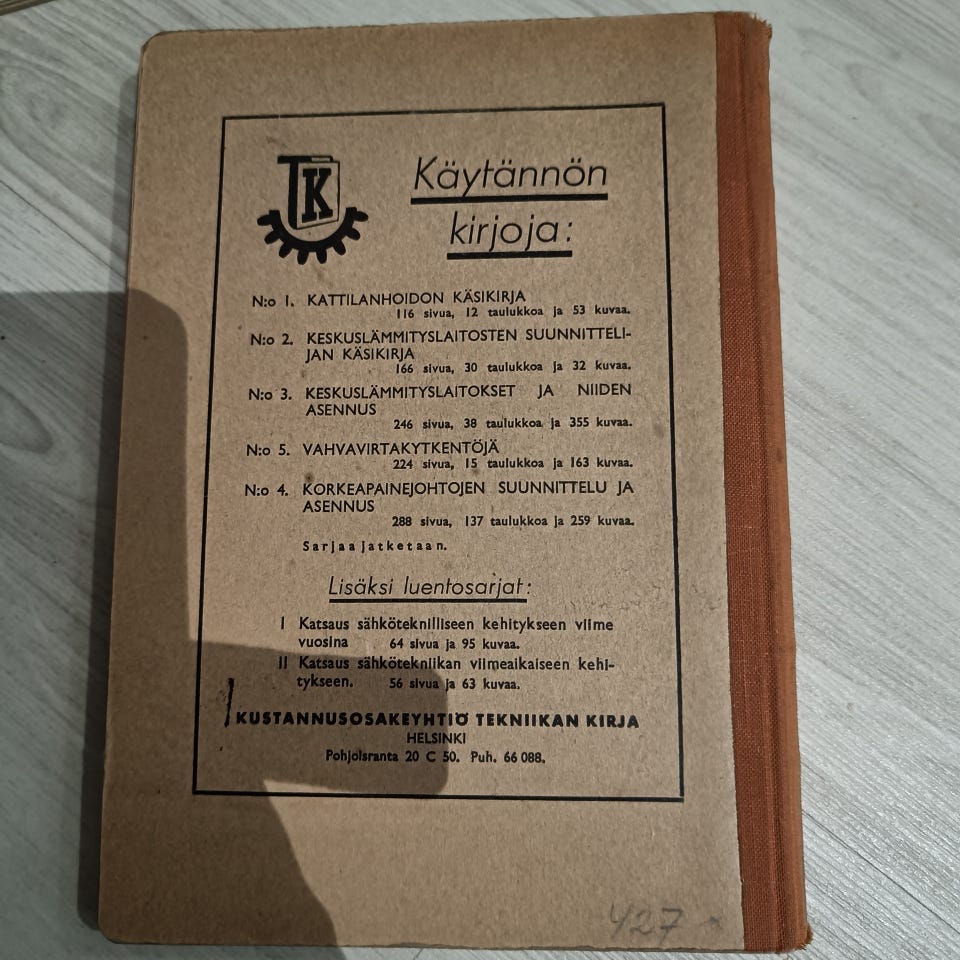 TK
Käytännön
kirjoja:
N:o 1. KATTILANHOIDON KÄSIKIRJA
116 sivua, 12 taulukkoa ja 53 kuvaa.
N:o 2. KESKUSLÄMMITYSLAITOSTEN SUUNNITTELI-
JAN KÄSIKIRJA
166 sivua, 30 taulukkoa ja 32 kuvaa.
N:o 3. KESKUSLÄMMITYSLAITOKSET JA NIIDEN
ASENNUS
246 sivua, 38 taulukkoa ja 355 kuvaa.
N:o 5. VAHVAVIRTAKYTKENTÖJÄ
224 sivua, 15 taulukkoa ja 163 kuvaa.
N:o 4. KORKEAPAINEJOHTOJEN SUUNNITTELU JA
ASENNUS
288 sivua, 137 taulukkoa ja 259 kuvaa.
Sarjaa jatketaan.
Lisäksi luentosarjat:
I Katsaus sähköteknilliseen kehitykseen viime
vuosina 64 sivua ja 95 kuvaa.
II Katsaus sähkötekniikan viimeaikaiseen kehi-
tykseen. 56 sivua ja 63 kuvaa.
KUSTANNUSOSAKEYHTIÖ TEKNIIKAN KIRJA
HELSINKI
Pohjoisranta 20 C 50. Puh. 66 088.
427 x